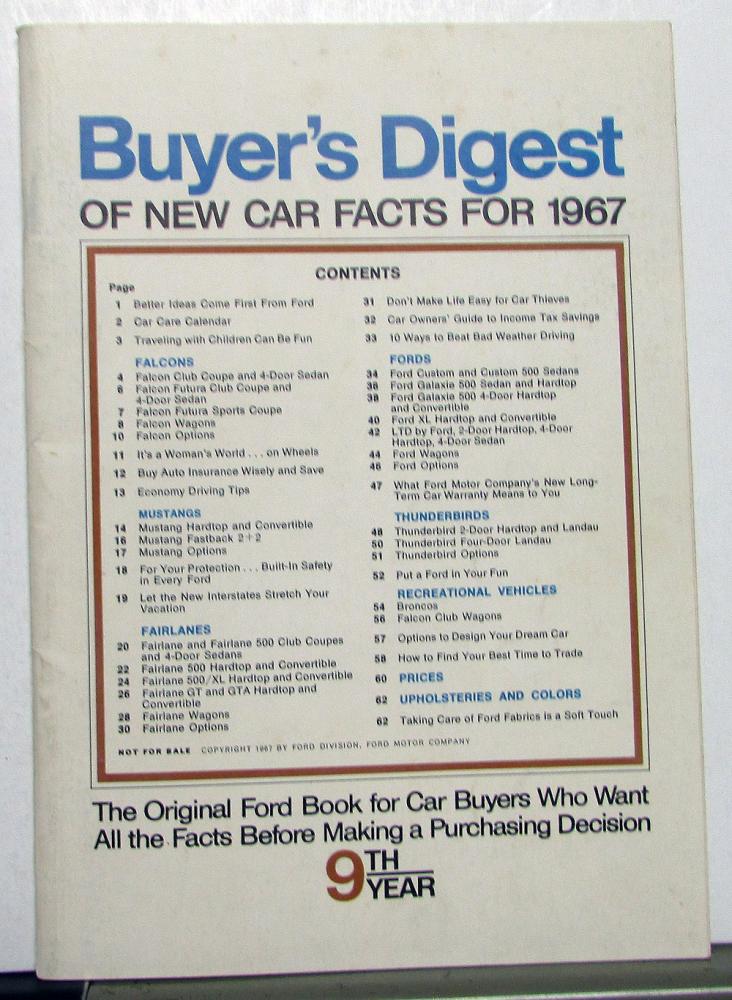 Buyer's Digest
OF NEW CAR FACTS FOR 1967
CONTENTS
Page
1 Better Ideas Come First From Ford
2 Car Care Calendar
3 Traveling with Children Can Be Fun
FALCONS
4 Falcon Club Coupe and 4-Door Sedan
6 Falcon Futura Club Coupe and
4-Door Sedan
7 Falcon Futura Sports Coupe
8 Falcon Wagons
10 Falcon Options
11 It's a Woman's World . . . on Wheels
12 Buy Auto Insurance Wisely and Save
13 Economy Driving Tips
MUSTANGS
14 Mustang Hardtop and Convertible
16 Mustang Fastback 2+2
17 Mustang Options
18 For Your Protection . . . Built-In Safety
in Every Ford
19 Let the New Interstates Stretch Your
Vacation
FAIRLANES
20 Fairlane and Fairlane 500 Club Coupes
and 4-Door Sedans
22 Fairlane 500 Hardtop and Convertible
24 Fairlane 500/XL Hardtop and Convertible
26 Fairlane GT and GTA Hardtop and
Convertible
28 Fairlane Wagons
30 Fairlane Options
31 Don't Make Life Easy for Car Thieves
32 Car Owners' Guide to Income Tax Savings
33 10 Ways to Beat Bad Weather Driving
FORDS
34 Ford Custom and Custom 500 Sedans
36 Ford Galaxie 500 Sedan and Hardtop
38 Ford Galaxie 500 4-Door Hardtop
and Convertible
40 Ford XL Hardtop and Convertible
42 LTD by Ford, 2-Door Hardtop, 4-Door
Hardtop, 4-Door Sedan
44 Ford Wagons
46 Ford Options
47 What Ford Motor Company's New Long-
Term Car Warranty Means to You
THUNDERBIRDS
48 Thunderbird 2-Door Hardtop and Landau
50 Thunderbird Four-Door Landau
51 Thunderbird Options
52 Put a Ford in Your Fun
RECREATIONAL VEHICLES
54 Broncos
56 Falcon Club Wagons
57 Options to Design Your Dream Car
58 How to Find Your Best Time to Trade
60 PRICES
62 UPHOLSTERIES AND COLORS
62 Taking Care of Ford Fabrics is a Soft Touch
NOT FOR SALE COPYRIGHT 1967 BY FORD DIVISION, FORD MOTOR COMPANY
The Original Ford Book for Car Buyers Who Want
All the Facts Before Making a Purchasing Decision
9TH
YEAR